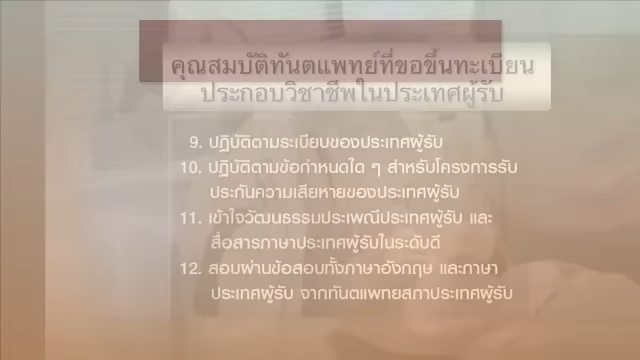 คุณสมบัติทันตแพทย์ที่ขอขึ้นทะเบียน
ประกอบวิชาชีพในประเทศผู้รับ
9. ปฏิบัติตามระเบียบของประเทศผู้รับ
10. ปฏิบัติตามข้อกำหนดใด ๆ สำหรับโครงการรับ
ประกันความเสียหายของประเทศผู้รับ
11. เข้าใจวัฒนธรรมประเพณีประเทศผู้รับ และ
สื่อสารภาษาประเทศผู้รับในระดับดี
12. สอบผ่านข้อสอบทั้งภาษาอังกฤษ และภาษา
ประเทศผู้รับ จากทันตแพทยสภาประเทศผู้รับ